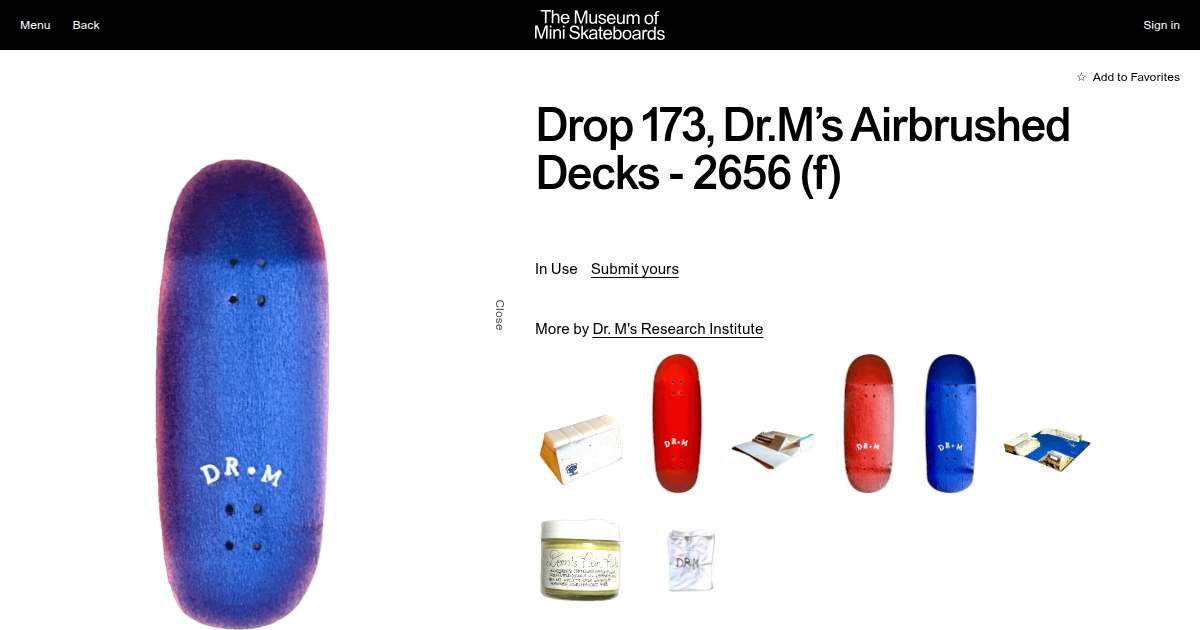 Menu
Back
The Museum of
Mini Skateboards
Sign in
☆ Add to Favorites
Drop 173, Dr.M’s Airbrushed
Decks - 2656 (f)
In Use Submit yours
Close
More by Dr. M's Research Institute
DR•M
DR•M
DR•M
DR•M
DRM